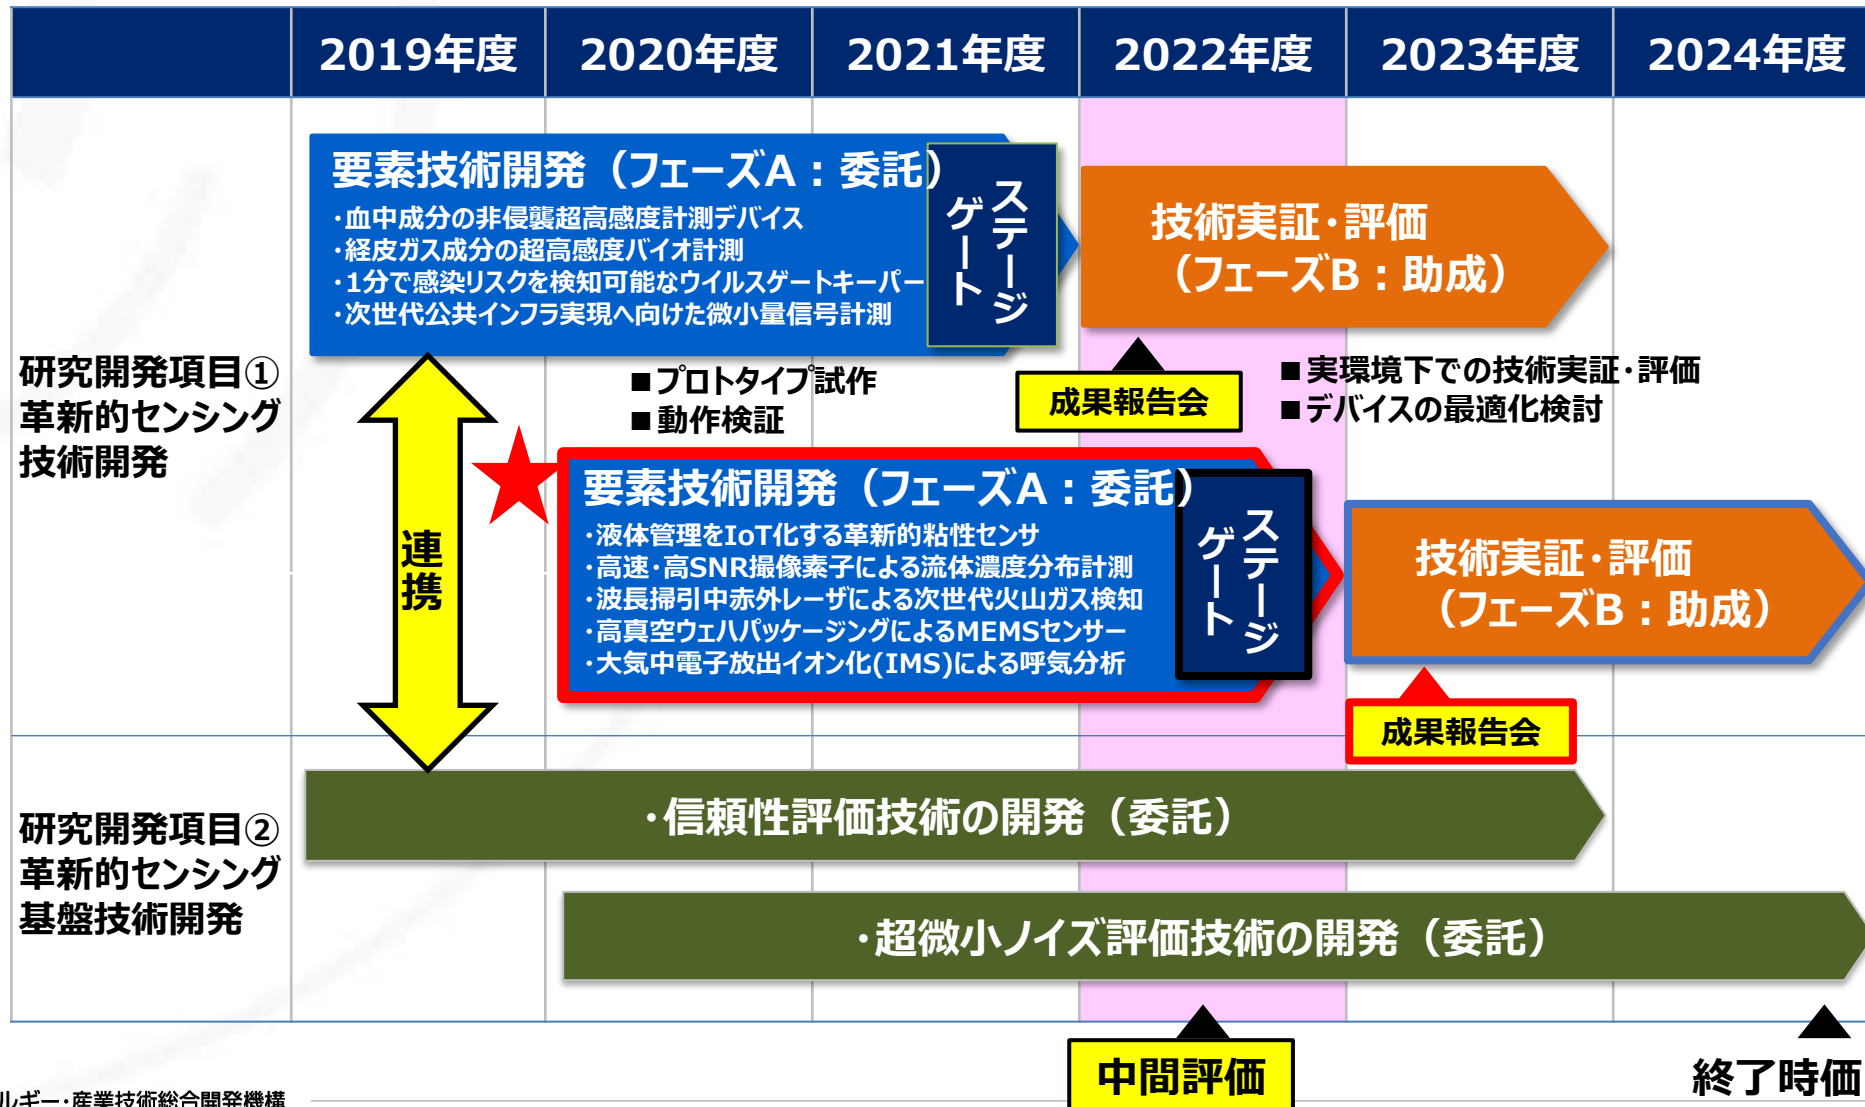 2019年度
2020年度
2021年度
2022年度
2023年度
2024年度
研究開発項目①
革新的センシング
技術開発
要素技術開発（フェーズA：委託）
・血中成分の非侵襲超高感度計測デバイス
・経皮ガス成分の超高感度バイオ計測
・1分で感染リスクを検知可能なウイルスゲートキーパー
・次世代公共インフラ実現へ向けた微小量信号計測
ステージ
ゲート
技術実証・評価
（フェーズB：助成）
■プロトタイプ試作
■動作検証
成果報告会
■実環境下での技術実証・評価
■デバイスの最適化検討
連携
要素技術開発（フェーズA：委託）
・液体管理をIoT化する革新的粘性センサ
・高速・高SNR撮像素子による流体濃度分布計測
・波長掃引中赤外レーザによる次世代火山ガス検知
・高真空ウェハパッケージングによるMEMSセンサー
・大気中電子放出イオン化(IMS)による呼気分析
ステージ
ゲート
技術実証・評価
（フェーズB：助成）
成果報告会
研究開発項目②
革新的センシング
基盤技術開発
・信頼性評価技術の開発（委託）
・超微小ノイズ評価技術の開発（委託）
中間評価
終了時価
ルギー・産業技術総合開発機構